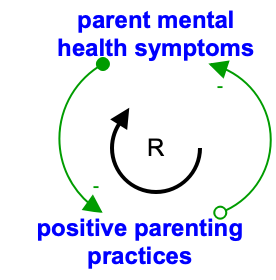 parent mental
health symptoms
-
R
-
positive parenting
practices